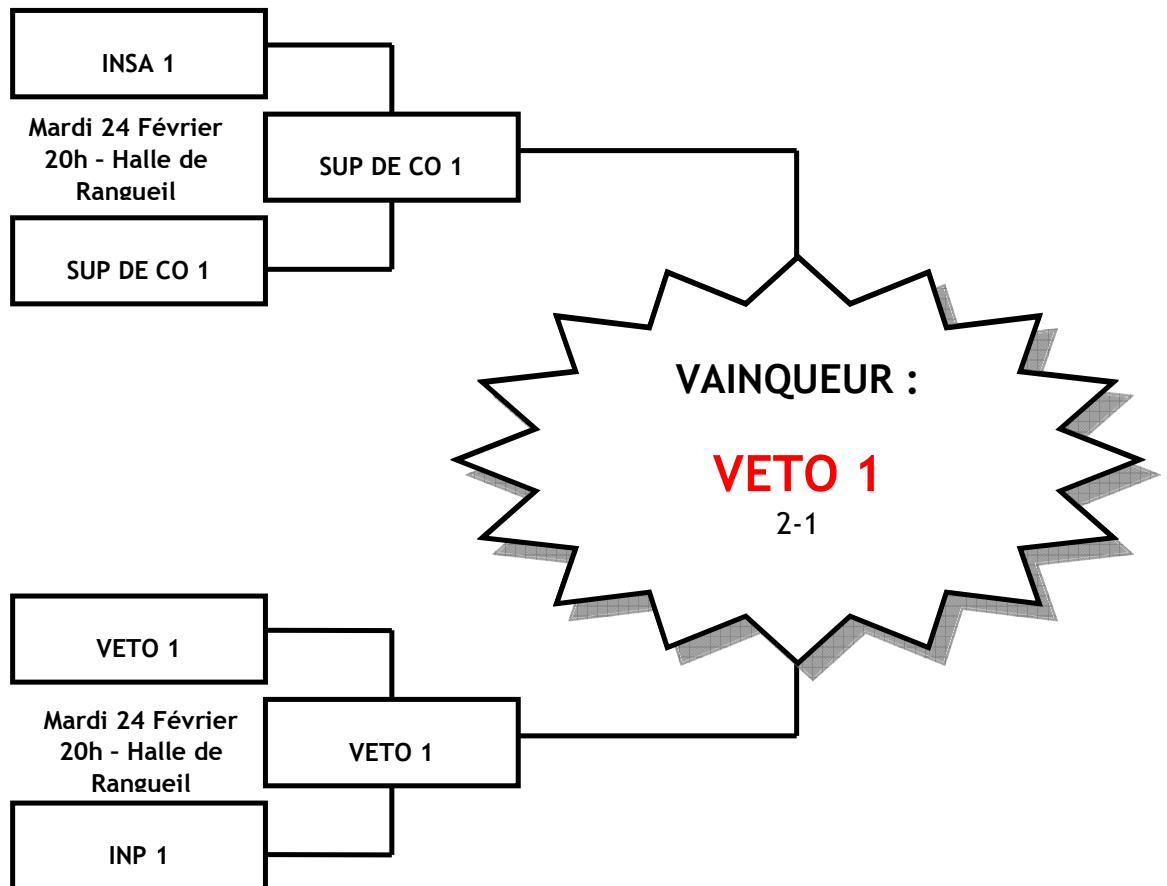 INSA 1
Mardi 24 Février
20h - Halle de
Rangueil
SUP DE CO 1
SUP DE CO 1
VAINQUEUR :
VETO 1
2-1
VETO 1
Mardi 24 Février
20h - Halle de
Rangueil
VETO 1
INP 1